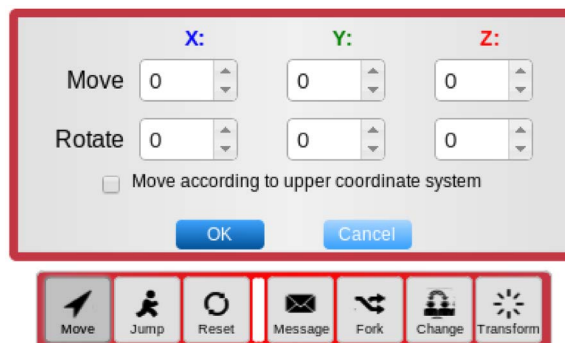 X: Y: Z:
Move 0 0 0
Rotate 0 0 0
Move according to upper coordinate system
OK Cancel
Move Jump Reset Message Fork Change Transform